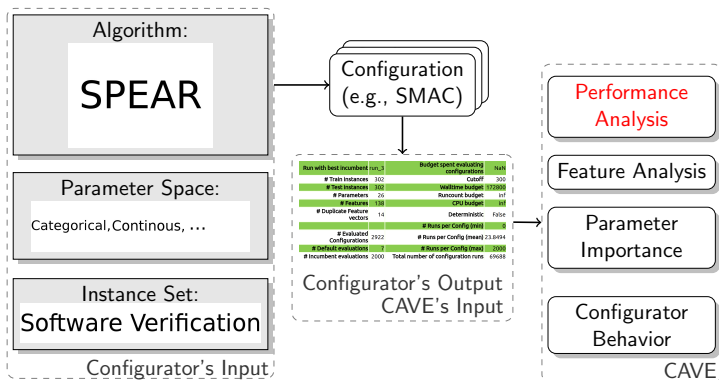 Algorithm:
SPEAR
Parameter Space:
Categorical,Continous, ...
Instance Set:
Software Verification
Configurator's Input
Configuration
(e.g., SMAC)
Run with best incumbent run_3 Budget spent evaluating configurations NaN
# Train instances 302 Cutoff 300
# Test instances 302 Walltime budget 172800
# Parameters 26 Runcount budget inf
# Features 138 CPU budget inf
# Duplicate Feature vectors 14 Deterministic False
# Runs per Config (min) 0
# Evaluated Configurations 2922 # Runs per Config (mean) 23.8494
# Default evaluations 7 # Runs per Config (max) 2000
# Incumbent evaluations 2000 Total number of configuration runs 69688
Configurator's Output
CAVE's Input
Performance
Analysis
Feature Analysis
Parameter
Importance
Configurator
Behavior
CAVE